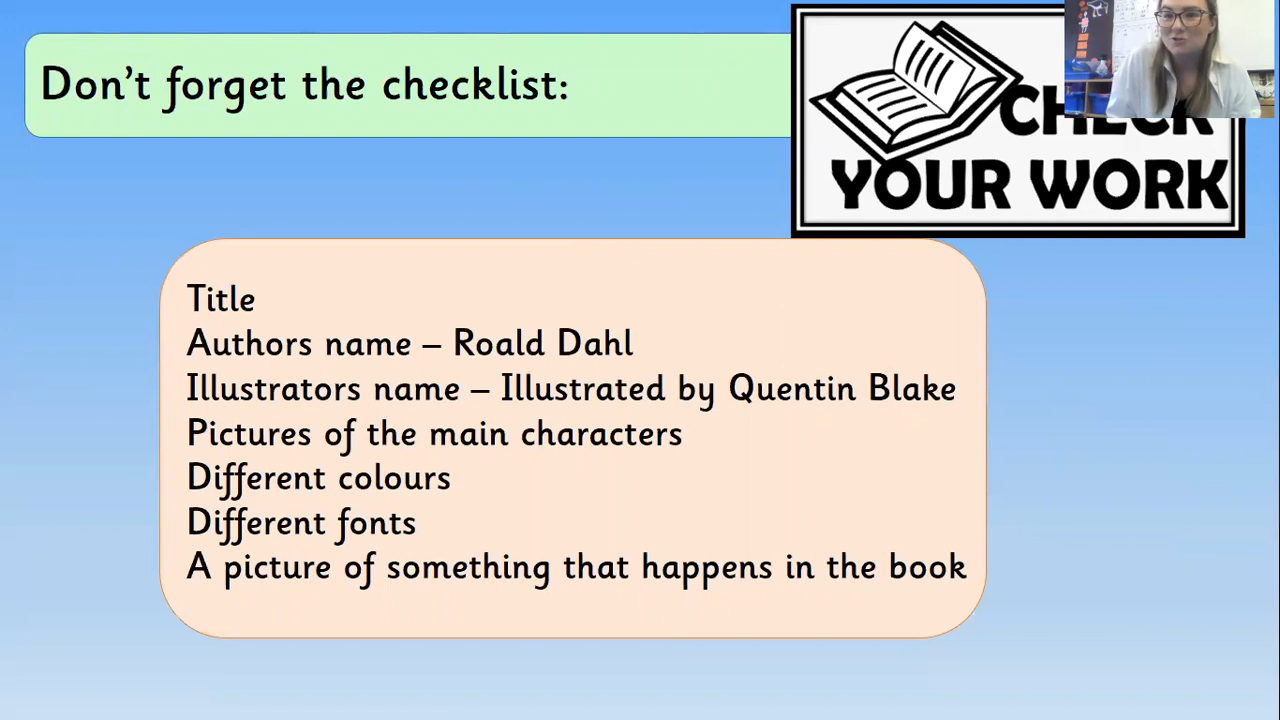 Don't forget the checklist:
CHECK
YOUR WORK
Title
Authors name – Roald Dahl
Illustrators name – Illustrated by Quentin Blake
Pictures of the main characters
Different colours
Different fonts
A picture of something that happens in the book